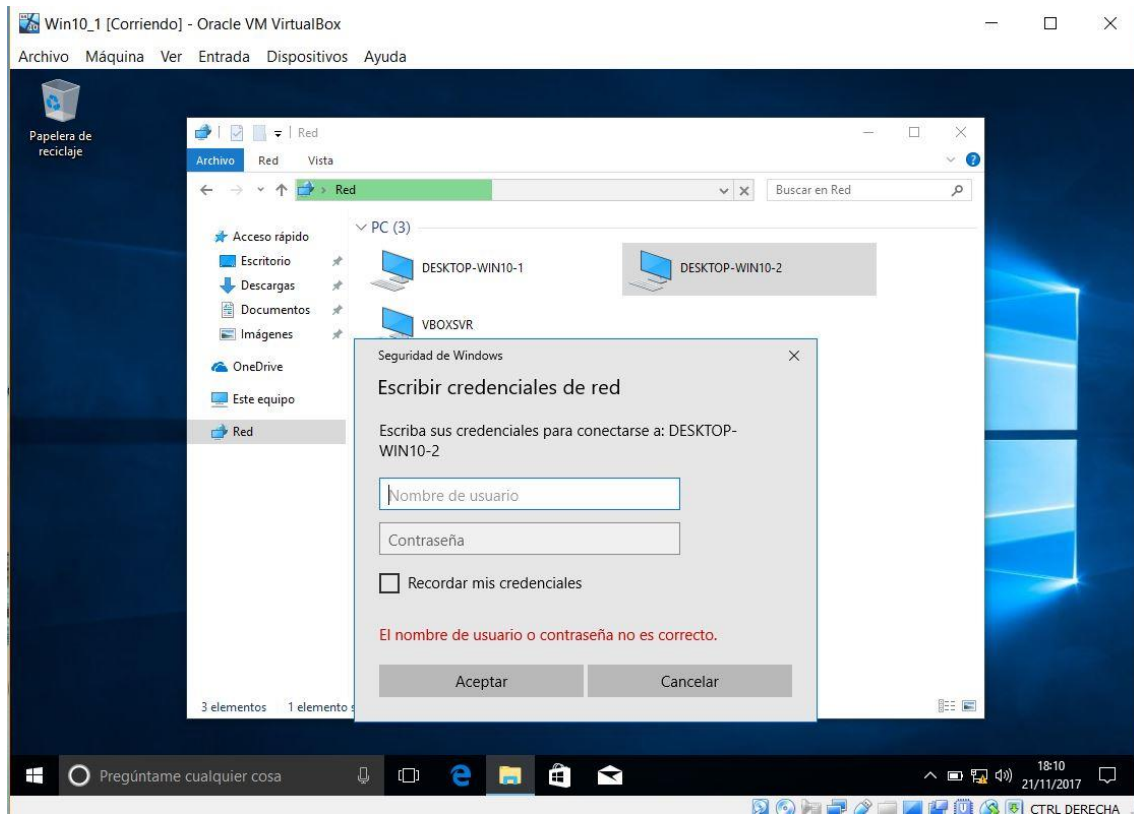 Win10_1 [Corriendo] - Oracle VM VirtualBox
Archivo Máquina Ver Entrada Dispositivos Ayuda
Papelera de
reciclaje
Red
Archivo Red Vista
Red
Buscar en Red
Acceso rápido
Escritorio
Descargas
Documentos
Imágenes
OneDrive
Este equipo
Red
PC (3)
DESKTOP-WIN10-1
DESKTOP-WIN10-2
VBOXSVR
Seguridad de Windows
Escribir credenciales de red
Escriba sus credenciales para conectarse a: DESKTOP-
WIN10-2
Nombre de usuario
Contraseña
Recordar mis credenciales
El nombre de usuario o contraseña no es correcto.
Aceptar Cancelar
3 elementos 1 elemento
Pregúntame cualquier cosa
18:10
21/11/2017
CTRL DERECHA